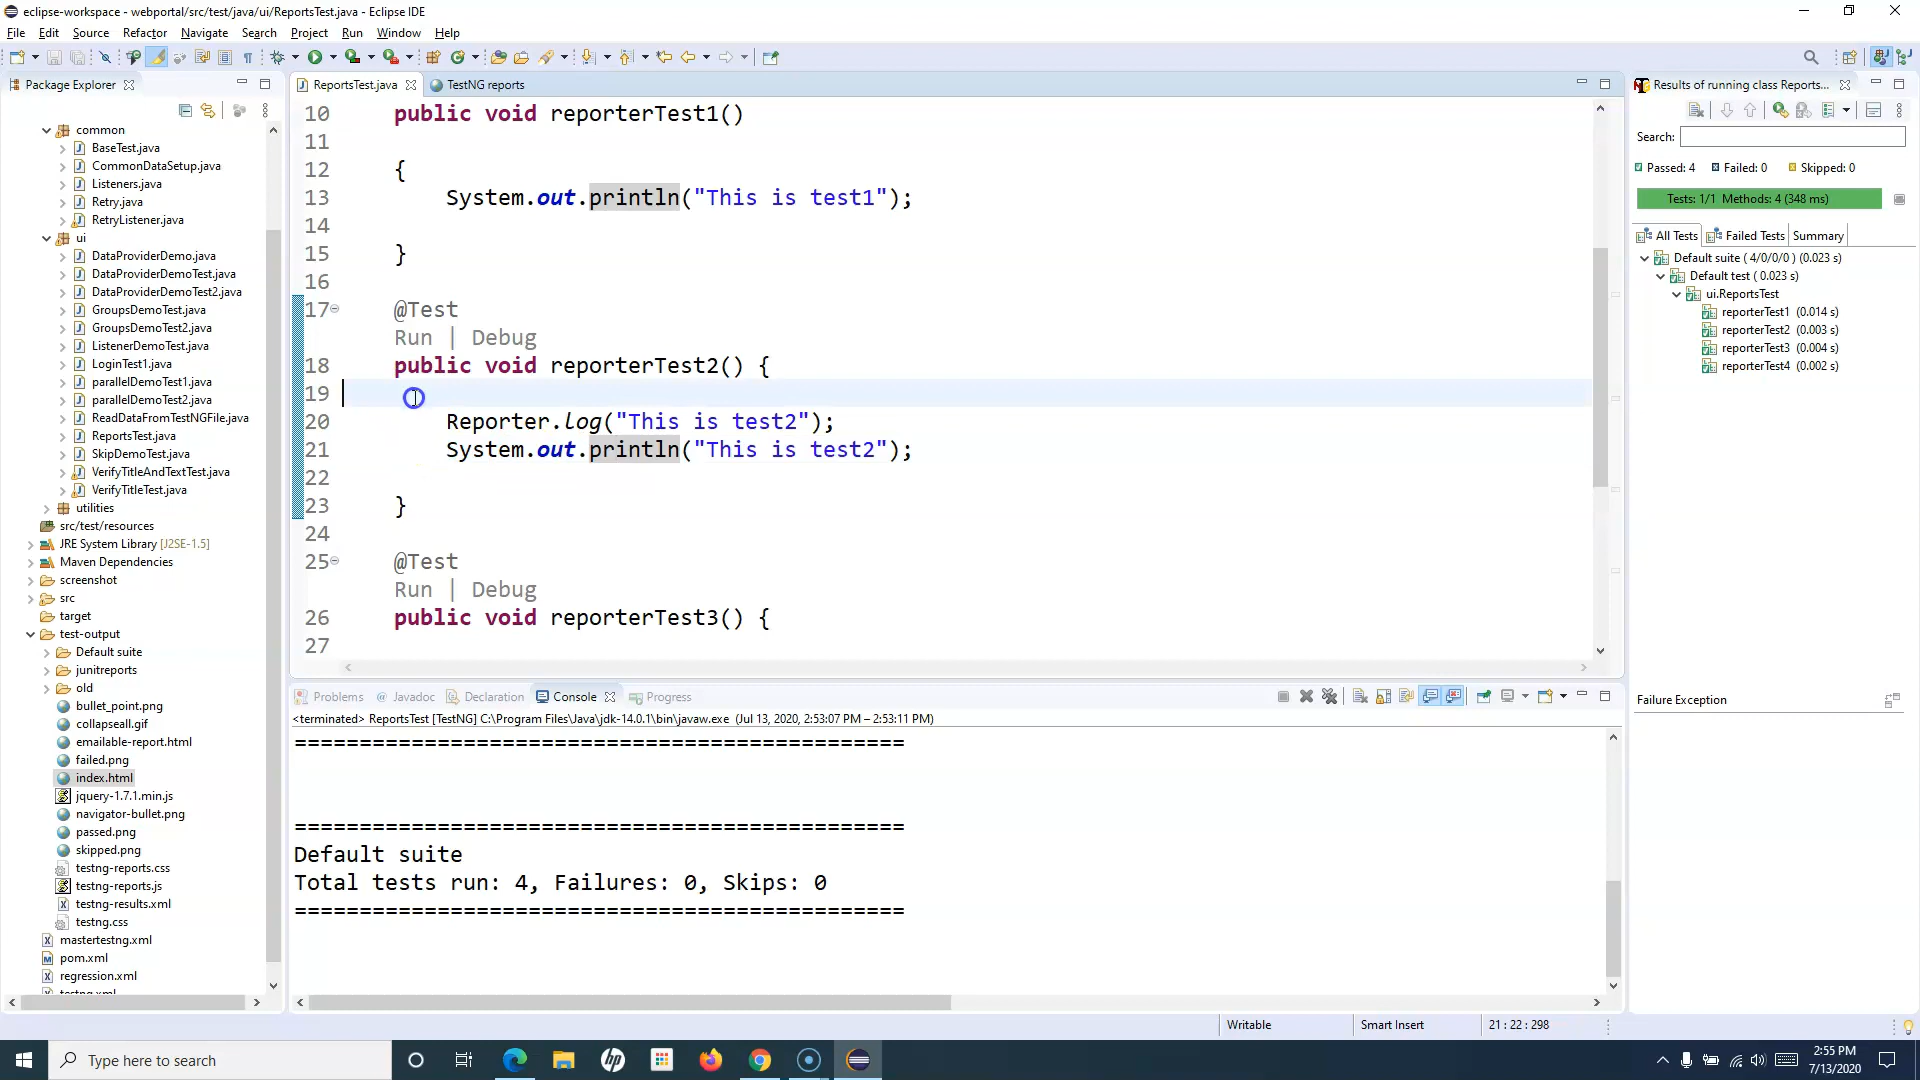 eclipse-workspace - webportal/src/test/java/ui/ReportsTest.java - Eclipse IDE
File Edit Source Refactor Navigate Search Project Run Window Help
Package Explorer
common
BaseTest.java
CommonDataSetup.java
Listeners.java
Retry.java
RetryListener.java
ui
DataProviderDemo.java
DataProviderDemoTest.java
DataProviderDemoTest2.java
GroupsDemoTest.java
GroupsDemoTest2.java
ListenerDemoTest.java
LoginTest1.java
parallelDemoTest1.java
parallelDemoTest2.java
ReadDataFromTestNGFile.java
ReportsTest.java
SkipDemoTest.java
VerifyTitleAndTextTest.java
VerifyTitleTest.java
utilities
src/test/resources
JRE System Library [J2SE-1.5]
Maven Dependencies
screenshot
src
target
test-output
Default suite
junitreports
old
bullet_point.png
collapseall.gif
emailable-report.html
failed.png
index.html
jquery-1.7.1.min.js
navigator-bullet.png
passed.png
skipped.png
testng-reports.css
testng-reports.js
testng-results.xml
testng.css
mastertestng.xml
pom.xml
regression.xml
testng.xml
ReportsTest.java TestNG reports
10 public void reporterTest1()
11
12 {
13 System.out.println("This is test1");
14
15 }
16
17 @Test
Run | Debug
18 public void reporterTest2() {
19
20 Reporter.log("This is test2");
21 System.out.println("This is test2");
22
23 }
24
25 @Test
Run | Debug
26 public void reporterTest3() {
27
Problems @ Javadoc Declaration Console Progress
<terminated> ReportsTest [TestNG] C:\Program Files\Java\jdk-14.0.1\bin\javaw.exe (Jul 13, 2020, 2:53:07 PM – 2:53:11 PM)
===============================================
===============================================
Default suite
Total tests run: 4, Failures: 0, Skips: 0
===============================================
Results of running class Reports...
Search:
Passed: 4 Failed: 0 Skipped: 0
Tests: 1/1 Methods: 4 (348 ms)
All Tests Failed Tests Summary
Default suite ( 4/0/0/0 ) (0.023 s)
Default test ( 0.023 s)
ui.ReportsTest
reporterTest1 (0.014 s)
reporterTest2 (0.003 s)
reporterTest3 (0.004 s)
reporterTest4 (0.002 s)
Failure Exception
Writable Smart Insert 21 : 22 : 298
Type here to search
hp
2:55 PM
7/13/2020